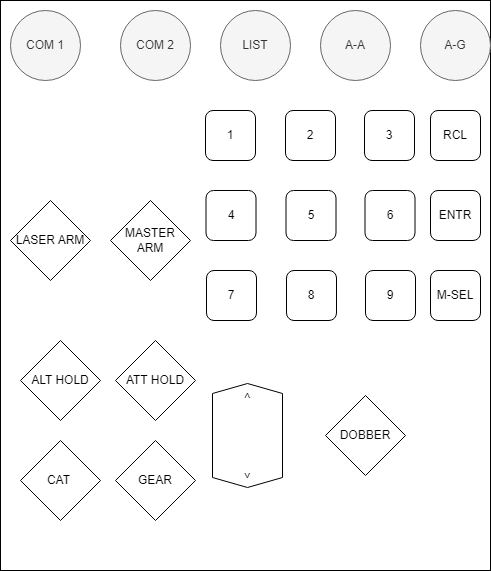 COM 1
COM 2
LIST
A-A
A-G
1
2
3
RCL
4
5
6
ENTR
LASER ARM
MASTER
ARM
7
8
9
M-SEL
ALT HOLD
ATT HOLD
^
DOBBER
CAT
GEAR
v